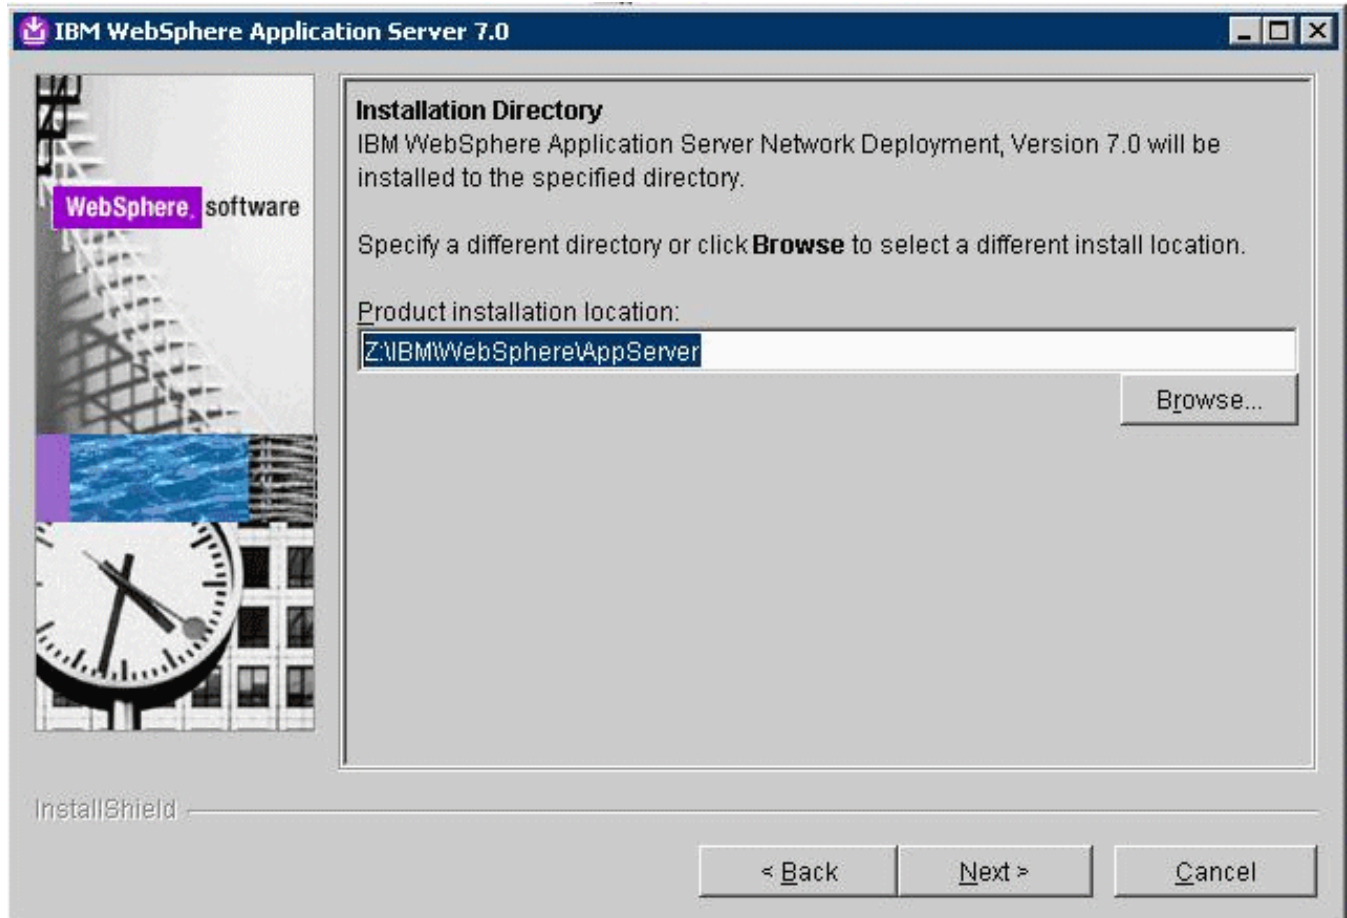 IBM WebSphere Application Server 7.0
WebSphere. software
Installation Directory
IBM WebSphere Application Server Network Deployment, Version 7.0 will be
installed to the specified directory.
Specify a different directory or click Browse to select a different install location.
Product installation location:
Z:\IBM\WebSphere\AppServer
Browse...
InstallShield
< Back
Next >
Cancel